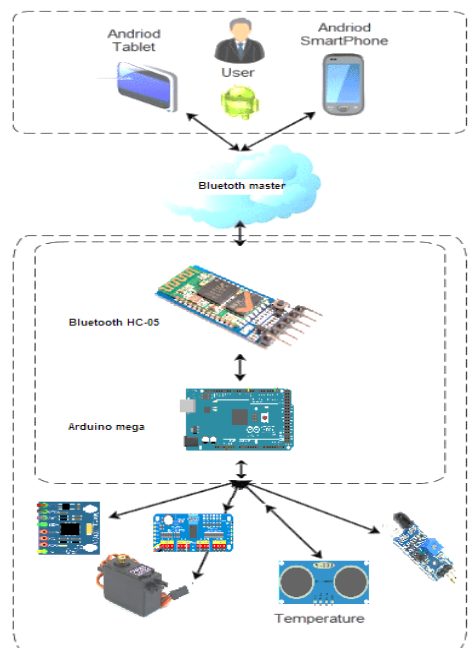 Andriod
Tablet
User
Andriod
SmartPhone
Bluetoth master
Bluetooth HC-05
Arduino mega
Temperature